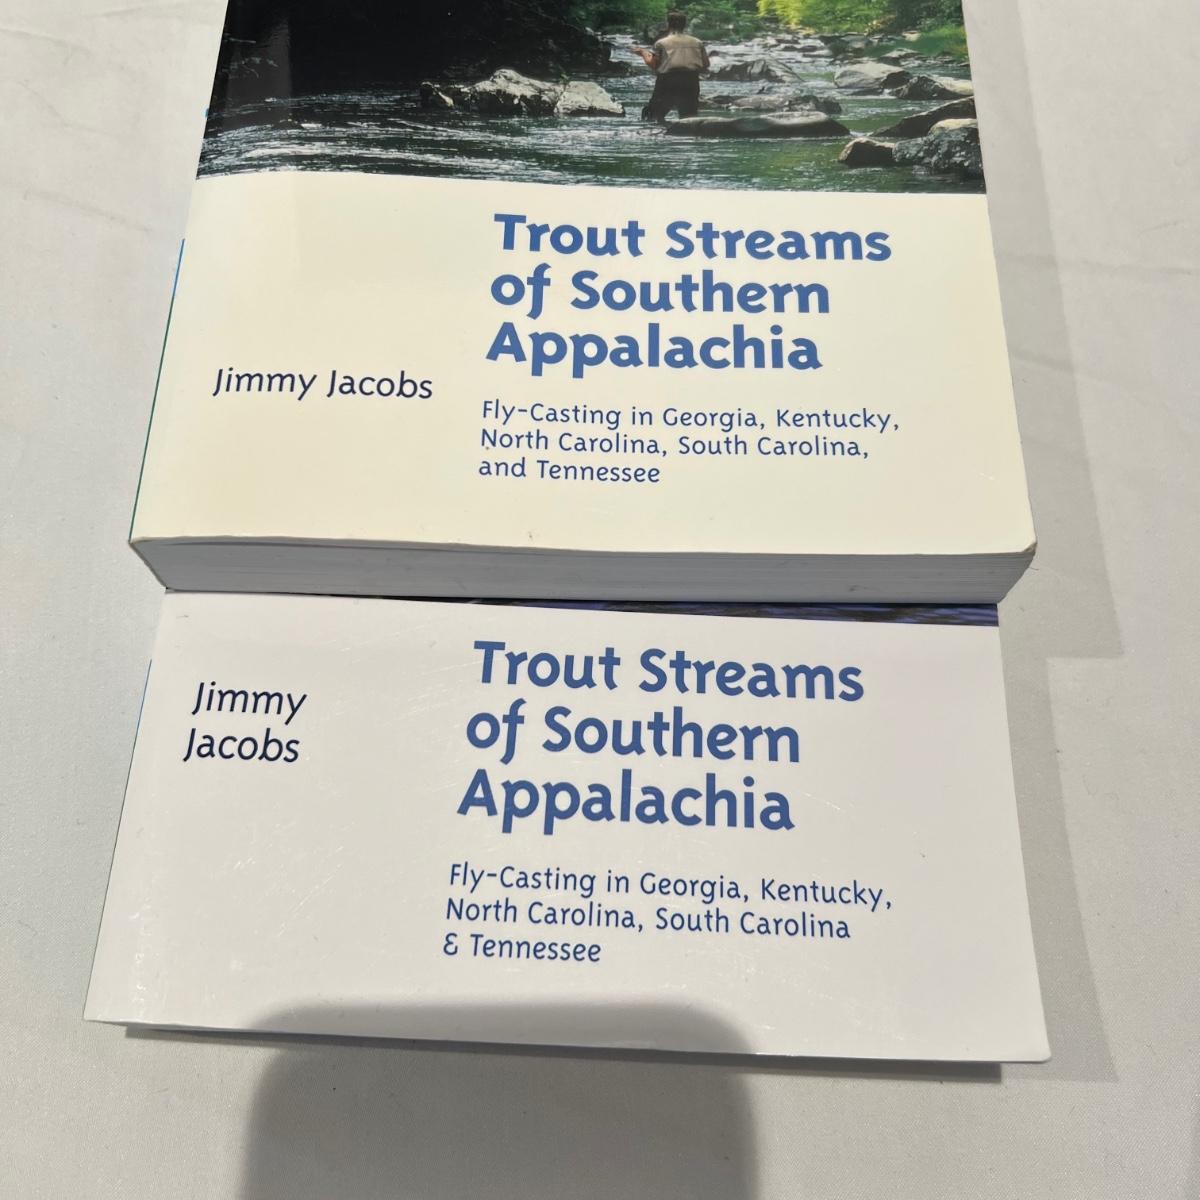 Trout Streams
of Southern
Appalachia
Jimmy Jacobs
Fly-Casting in Georgia, Kentucky,
North Carolina, South Carolina,
and Tennessee
Trout Streams
of Southern
Appalachia
Jimmy
Jacobs
Fly-Casting in Georgia, Kentucky,
North Carolina, South Carolina
& Tennessee